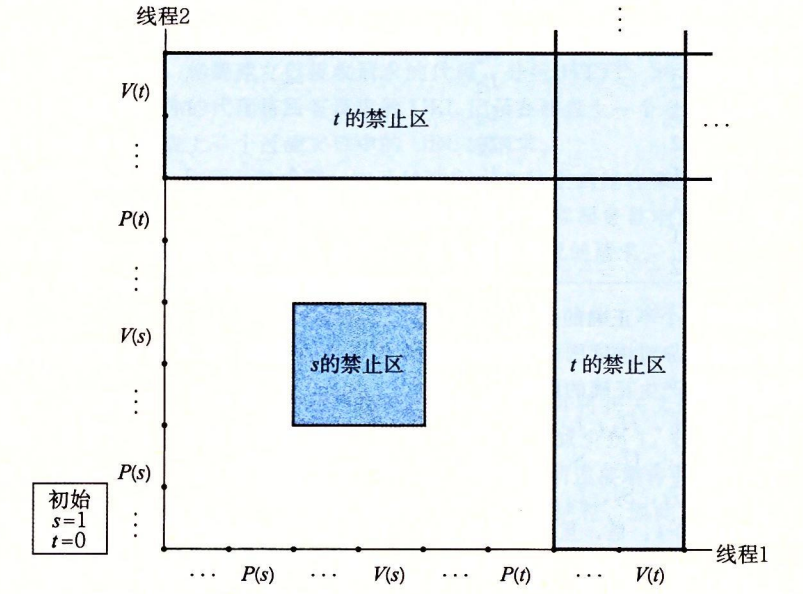 线程2
⋮
V(t)
t 的禁止区
…
⋮
P(t)
⋮
V(s)
s的禁止区
t 的禁止区
⋮
P(s)
初始
s=1
t=0
⋮
线程1
… P(s) … V(s) … P(t) … V(t)